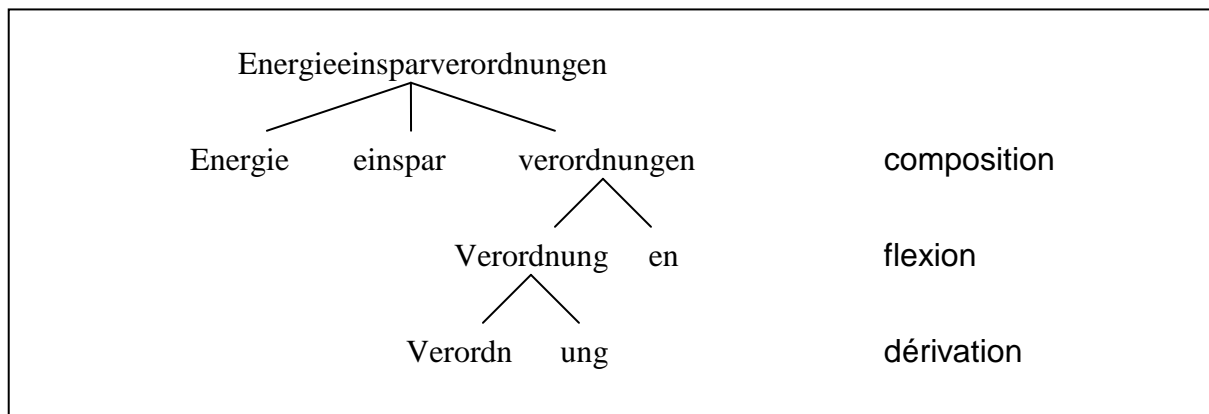 Energieeinsparverordnungen
Energie einspar verordnungen composition
Verordnung en flexion
Verordn ung dérivation